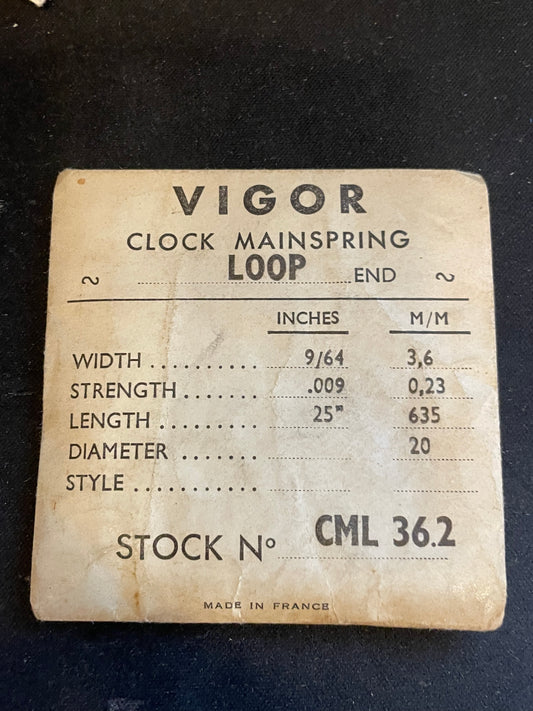 VIGOR
CLOCK MAINSPRING
~ LOOP END ~
INCHES M/M
WIDTH .......... 9/64 3,6
STRENGTH ........ .009 0,23
LENGTH .......... 25" 635
DIAMETER ........ 20
STYLE ...........
STOCK Nº CML 36.2
MADE IN FRANCE